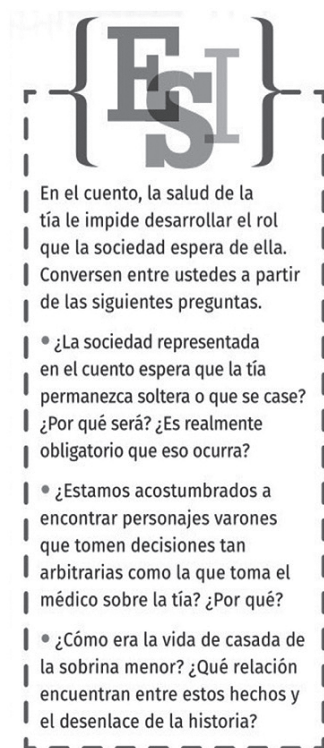 ESI
En el cuento, la salud de la
tía le impide desarrollar el rol
que la sociedad espera de ella.
Conversen entre ustedes a partir
de las siguientes preguntas.
• ¿La sociedad representada
en el cuento espera que la tía
permanezca soltera o que se case?
¿Por qué será? ¿Es realmente
obligatorio que eso ocurra?
• ¿Estamos acostumbrados a
encontrar personajes varones
que tomen decisiones tan
arbitrarias como la que toma el
médico sobre la tía? ¿Por qué?
• ¿Cómo era la vida de casada de
la sobrina menor? ¿Qué relación
encuentran entre estos hechos y
el desenlace de la historia?